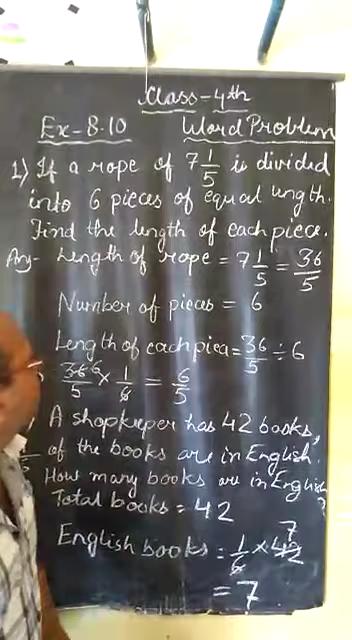 Class-4th
Ex-8.10 Word Problem
1) If a rope of 7 1/5 is divided
into 6 pieces of equal length.
Find the length of each piece.
Ans- Length of rope = 7 1/5 = 36/5
Number of pieces = 6
Length of each piece = 36/5 ÷ 6
36/5 6 × 1/6 = 6/5
A shopkeeper has 42 books,
of the books are in English.
How many books are in English
?
Total books = 42
English books = 1/6 × 42 7
= 7